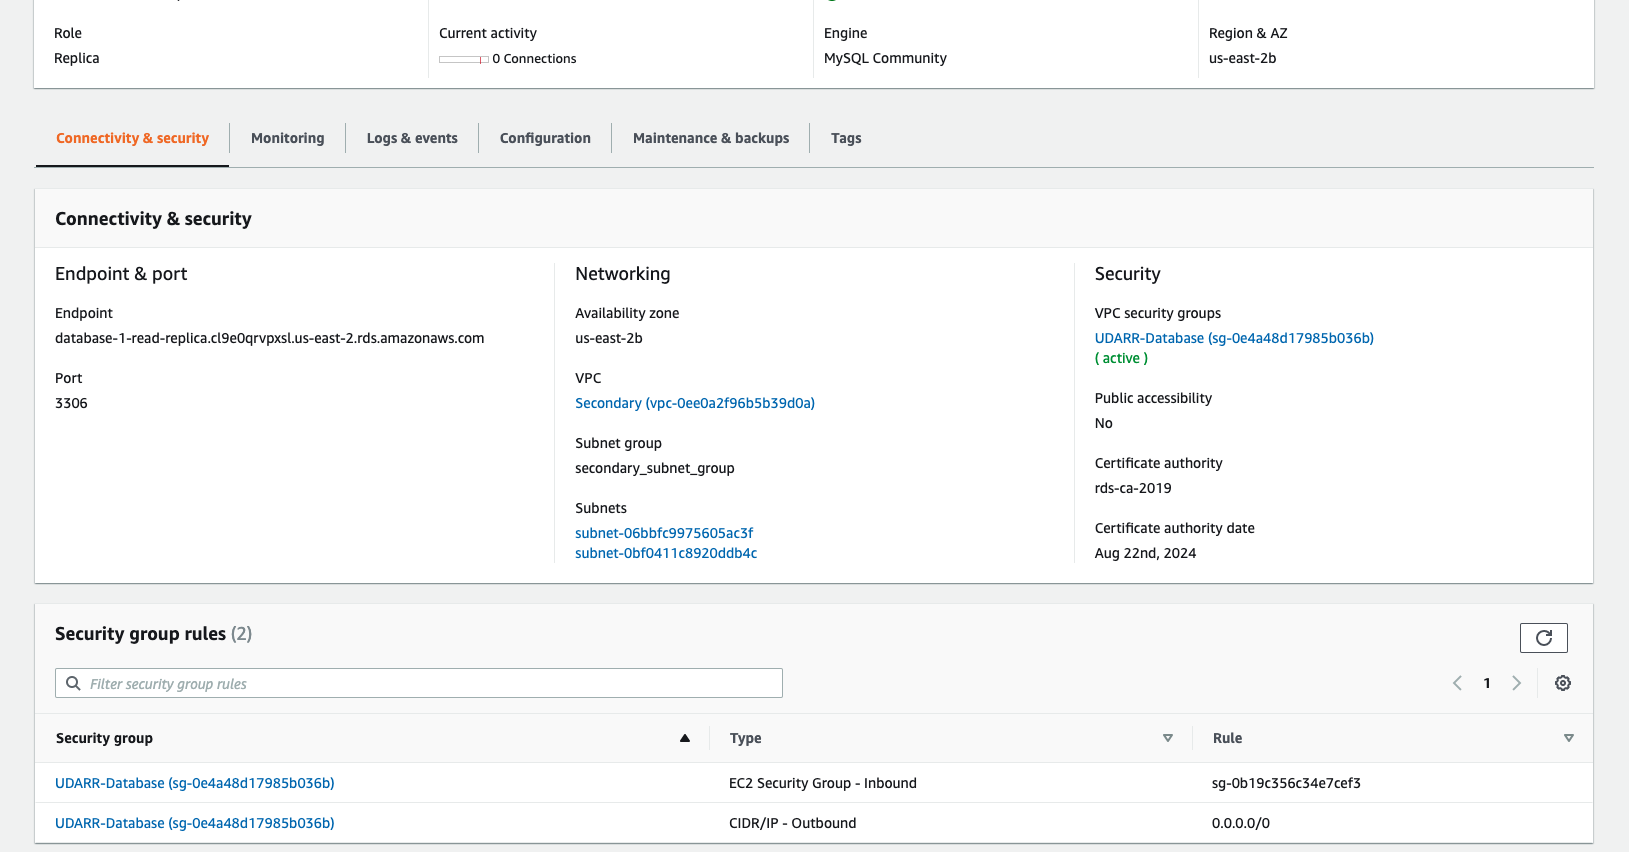 Role
Replica
Current activity
0 Connections
Engine
MySQL Community
Region & AZ
us-east-2b
Connectivity & security
Monitoring
Logs & events
Configuration
Maintenance & backups
Tags
Connectivity & security
Endpoint & port
Endpoint
database-1-read-replica.cl9e0qrvpxsl.us-east-2.rds.amazonaws.com
Port
3306
Networking
Availability zone
us-east-2b
VPC
Secondary (vpc-0ee0a2f96b5b39d0a)
Subnet group
secondary_subnet_group
Subnets
subnet-06bbfc9975605ac3f
subnet-0bf0411c8920ddb4c
Security
VPC security groups
UDARR-Database (sg-0e4a48d17985b036b)
( active )
Public accessibility
No
Certificate authority
rds-ca-2019
Certificate authority date
Aug 22nd, 2024
Security group rules (2)
Filter security group rules
1
Security group
Type
Rule
UDARR-Database (sg-0e4a48d17985b036b)
EC2 Security Group - Inbound
sg-0b19c356c34e7cef3
UDARR-Database (sg-0e4a48d17985b036b)
CIDR/IP - Outbound
0.0.0.0/0